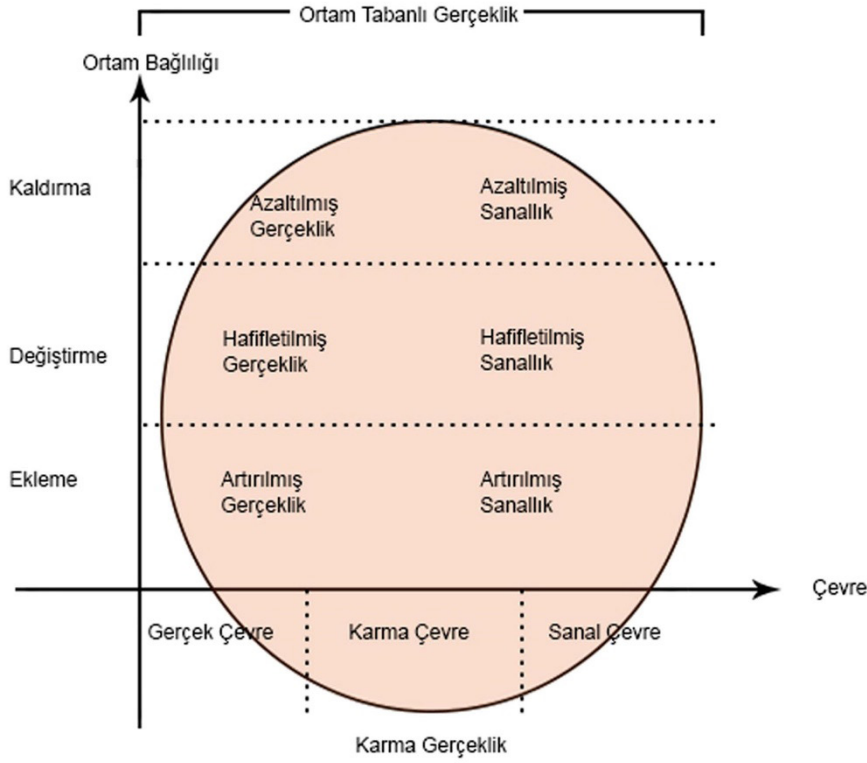 Ortam Tabanlı Gerçeklik
Ortam Bağlılığı
Kaldırma
Azaltılmış
Gerçeklik
Azaltılmiş
Sanallık
Değiştirme
Hafifletilmiş
Gerçeklik
Hafifletilmiş
Sanallık
Ekleme
Artırılmış
Gerçeklik
Artırılmış
Sanallık
Çevre
Gerçek Çevre
Karma Çevre
Sanal Çevre
Karma Gerçeklik